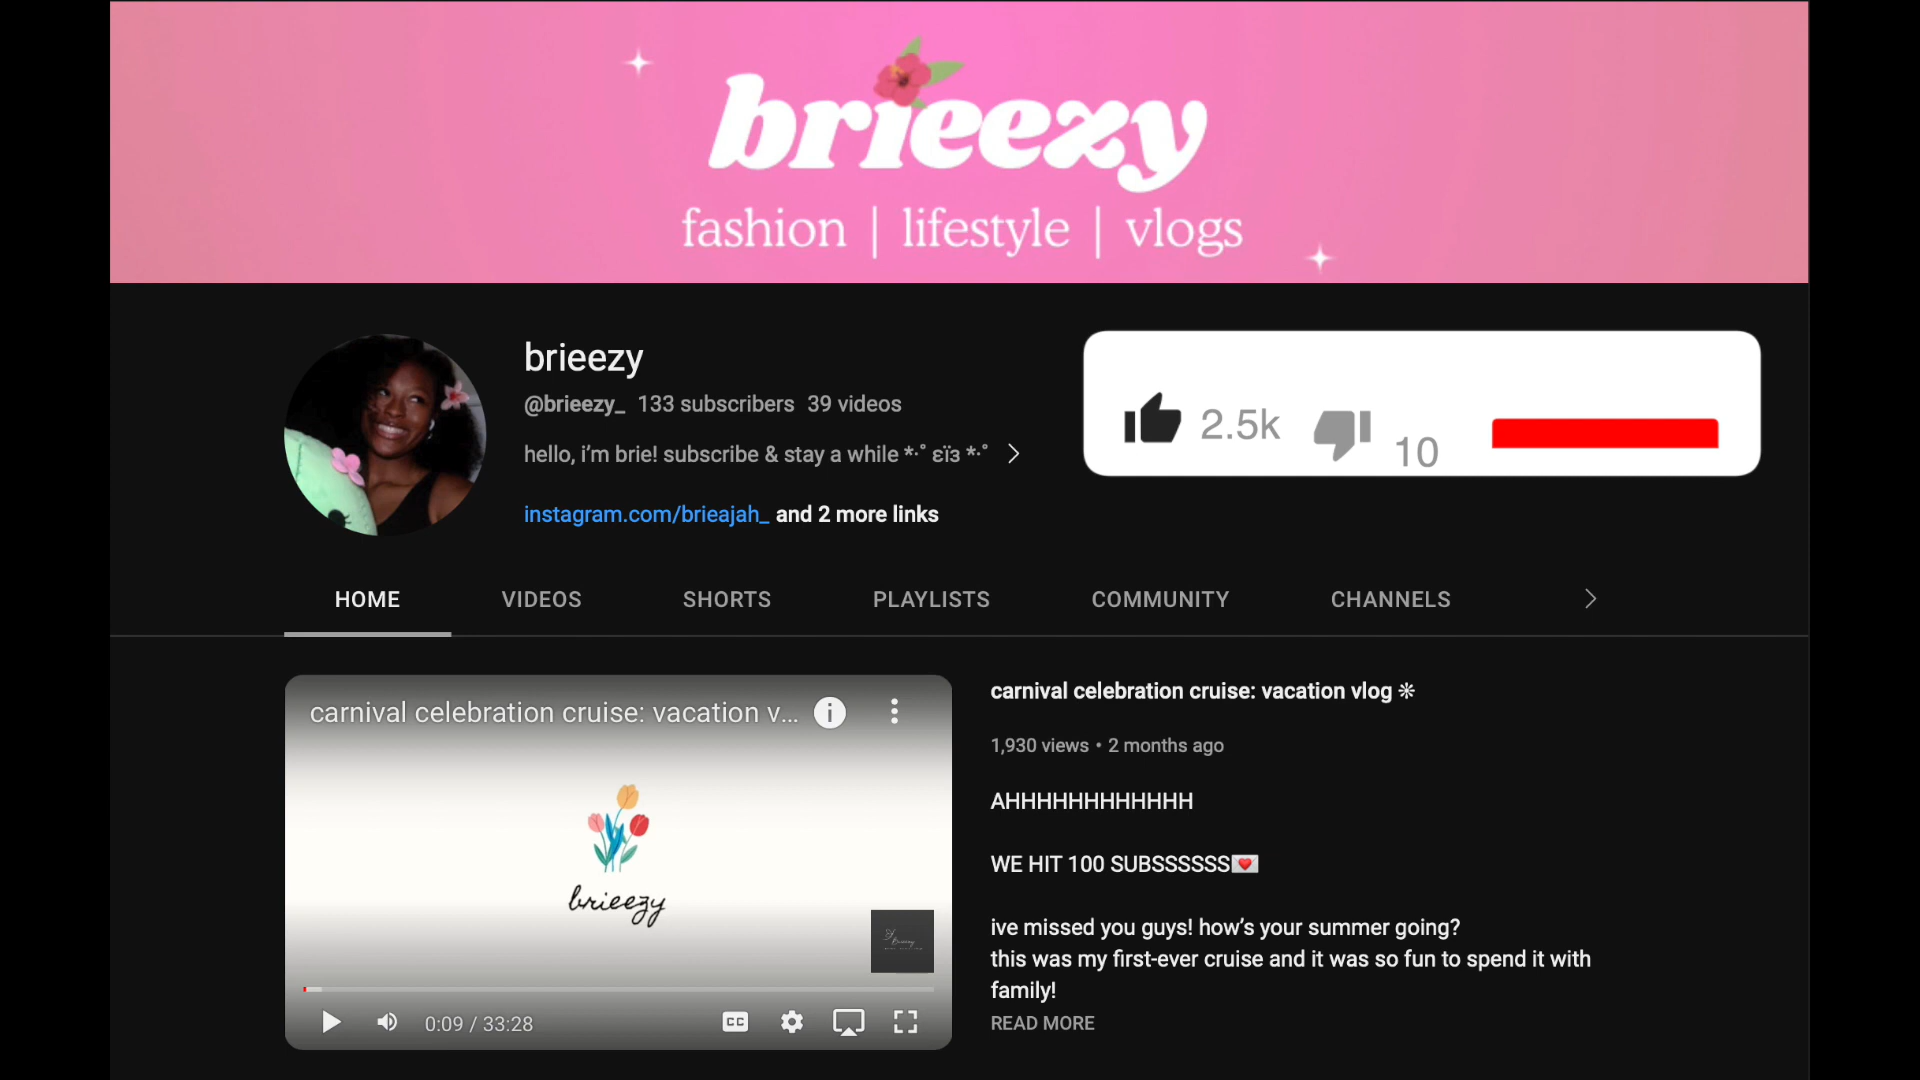 brieezy
fashion | lifestyle | vlogs
brieezy
@brieezy_ 133 subscribers 39 videos
hello, i’m brie! subscribe & stay a while *·˚ εïз *·˚
instagram.com/brieajah_ and 2 more links
2.5k 10
HOME VIDEOS SHORTS PLAYLISTS COMMUNITY CHANNELS
carnival celebration cruise: vacation v...
brieezy
0:09 / 33:28
CC
carnival celebration cruise: vacation vlog ❊
1,930 views • 2 months ago
AHHHHHHHHHHHHH
WE HIT 100 SUBSSSSSS💌
ive missed you guys! how’s your summer going?
this was my first-ever cruise and it was so fun to spend it with
family!
READ MORE